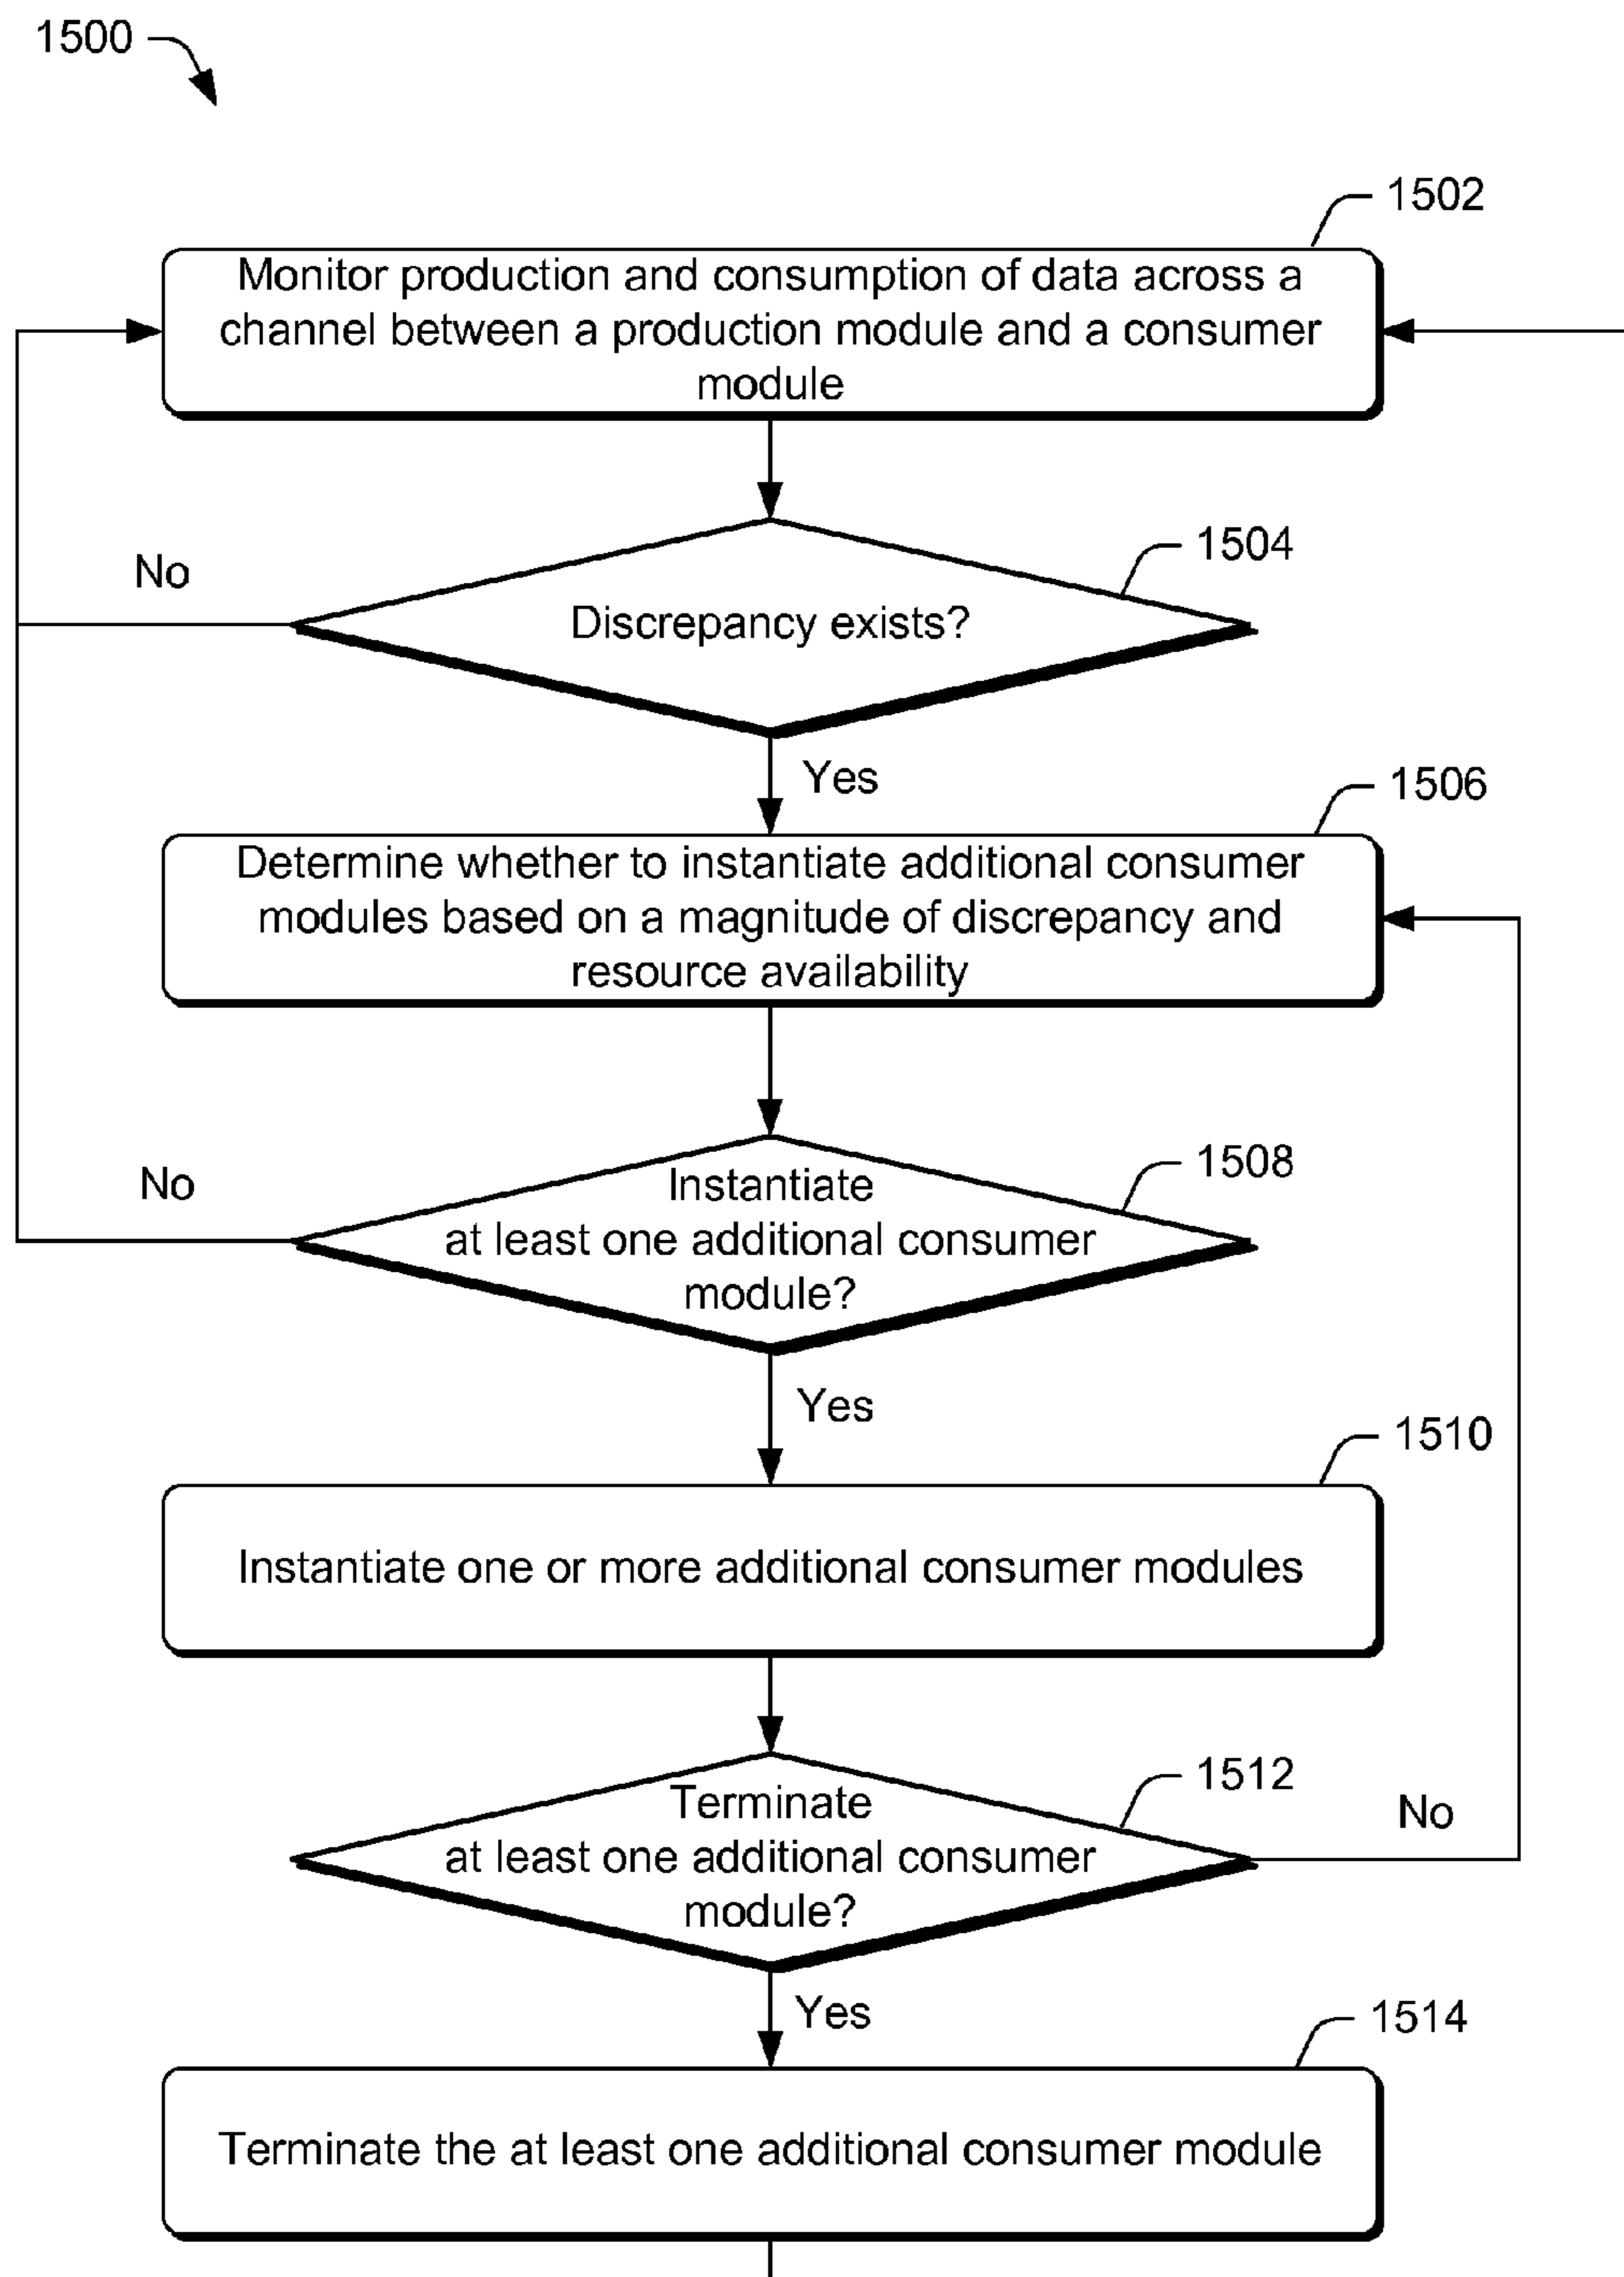 1500
1502
Monitor production and consumption of data across a
channel between a production module and a consumer
module
1504
No
Discrepancy exists?
Yes
1506
Determine whether to instantiate additional consumer
modules based on a magnitude of discrepancy and
resource availability
1508
No
Instantiate
at least one additional consumer
module?
Yes
1510
Instantiate one or more additional consumer modules
1512
Terminate
at least one additional consumer
module?
No
Yes
1514
Terminate the at least one additional consumer module